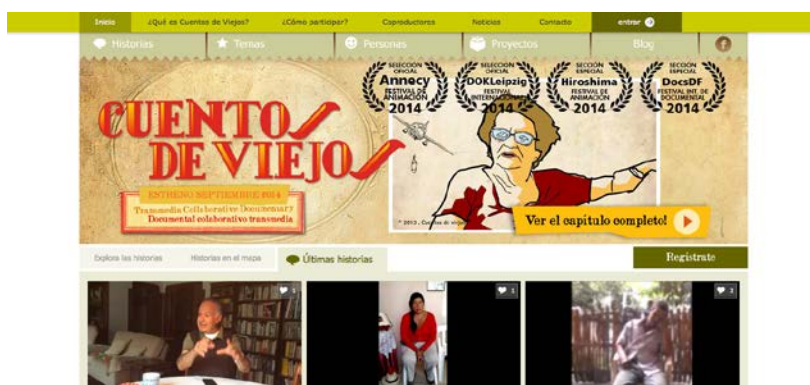 Inicio
¿Qué es Cuentos de Viejos?
¿Cómo participar?
Coproductores
Noticias
Contacto
entrar
Historias
Temas
Personas
Proyectos
Blog
f
SELECCIÓN
OFICIAL
Annecy
FESTIVAL DE
ANIMACIÓN
2014
SELECCIÓN
OFICIAL
DOKLeipzig
FESTIVAL
INTERNACIONAL
2014
SECCIÓN
ESPECIAL
Hiroshima
FESTIVAL DE
ANIMACIÓN
2014
SECCIÓN
ESPECIAL
DocsDF
FESTIVAL INT. DE
DOCUMENTAL
2014
CUENTOS
DE VIEJOS
ESTRENO SEPTIEMBRE 2014
Transmedia Collaborative Documentary
Documental colaborativo transmedia
Ver el capítulo completo!
Explora las historias
Historias en el mapa
Últimas historias
Regístrate
1
1